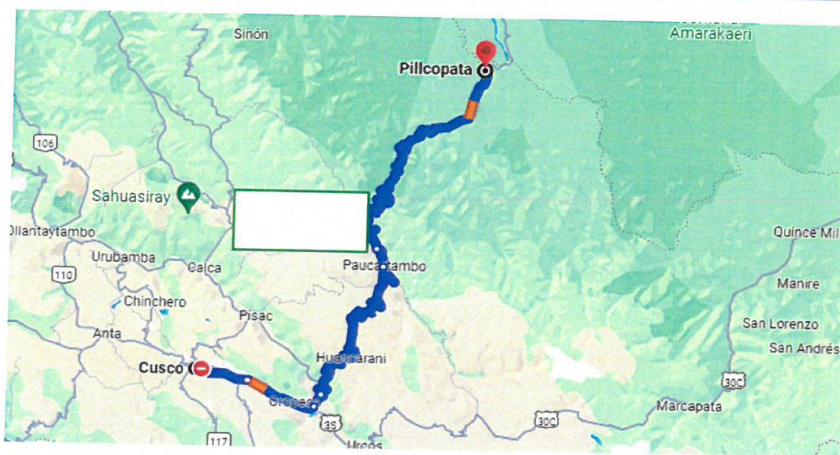 Amarakaeri
Sinón
Pillcopata
106
Sahuasiray
Ollantaytambo
Quince Mil
Urubamba
Calca
Paucartambo
110
Manire
Chinchero
Písac
San Lorenzo
Anta
San Andrés
Huancarani
Cusco
30C
Oropesa
Marcapata
3S
30C
117
Urcos